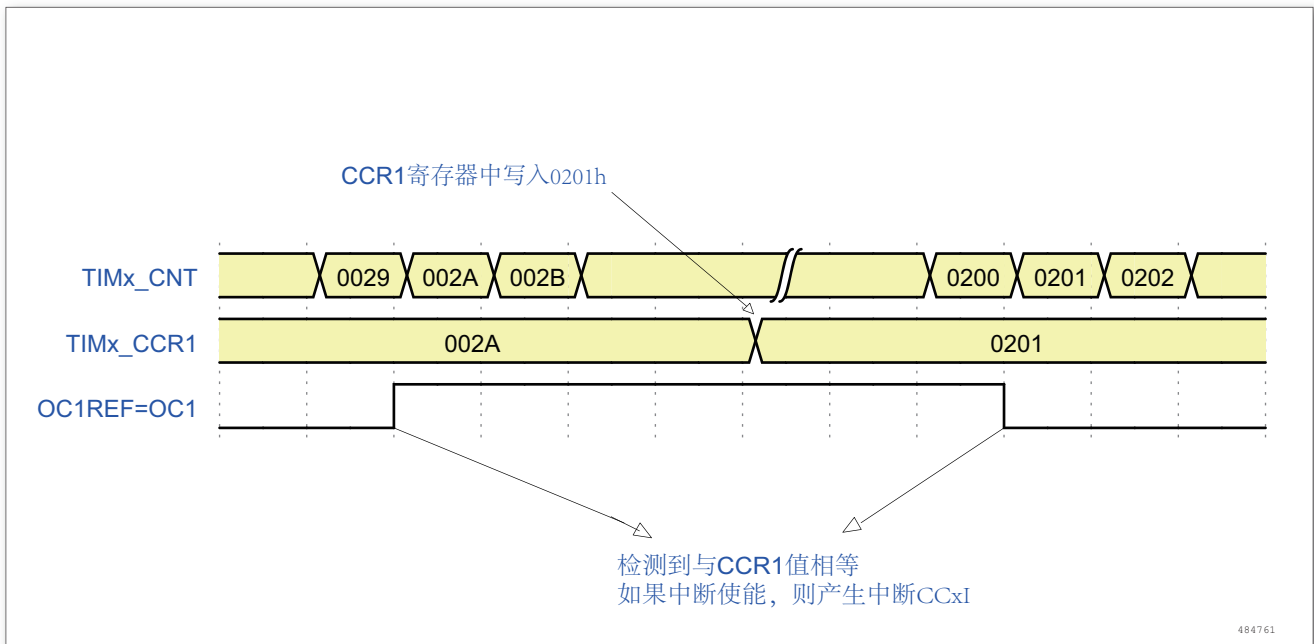 CCR1寄存器中写入0201h
TIMx_CNT 0029 002A 002B 0200 0201 0202
TIMx_CCR1 002A 0201
OC1REF=OC1
检测到与CCR1值相等
如果中断使能，则产生中断CCxI
484761